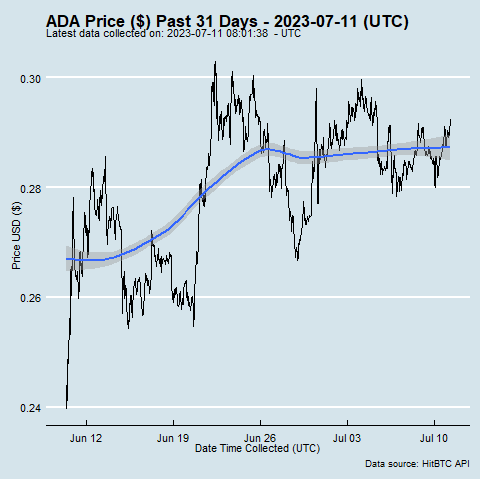 ADA Price ($) Past 31 Days - 2023-07-11 (UTC)
Latest data collected on: 2023-07-11 08:01:38  - UTC
0.30
0.28
0.26
0.24
Price USD ($)
Jun 12 Jun 19 Jun 26 Jul 03 Jul 10
Date Time Collected (UTC)
Data source: HitBTC API